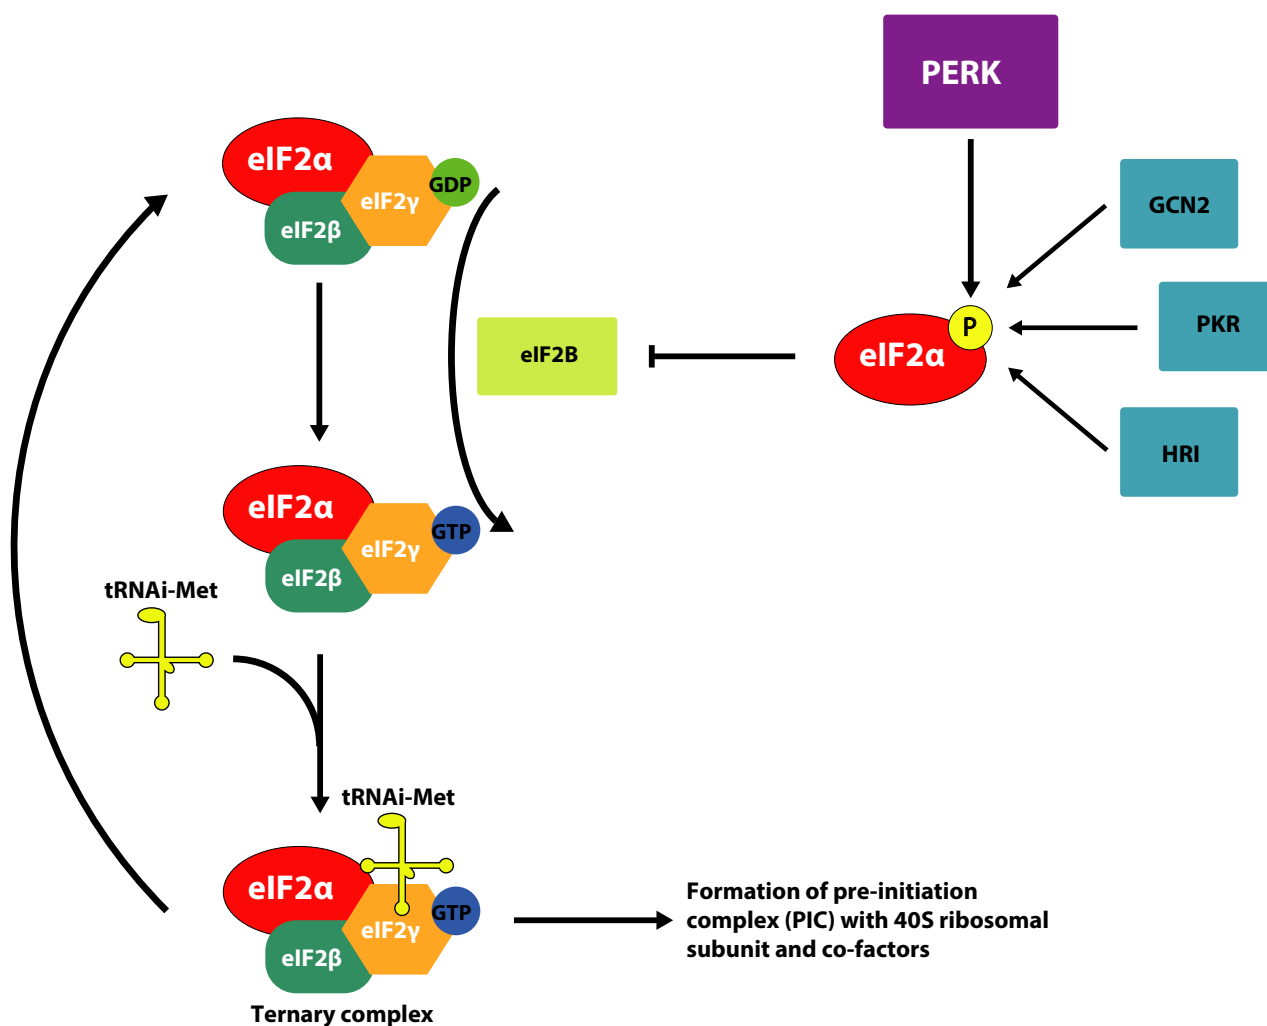 PERK
eIF2α
GDP
eIF2γ
eIF2β
GCN2
PKR
P
eIF2α
eIF2B
HRI
eIF2α
GTP
eIF2γ
eIF2β
tRNAi-Met
tRNAi-Met
eIF2α
GTP
eIF2γ
eIF2β
Formation of pre-initiation
complex (PIC) with 40S ribosomal
subunit and co-factors
Ternary complex